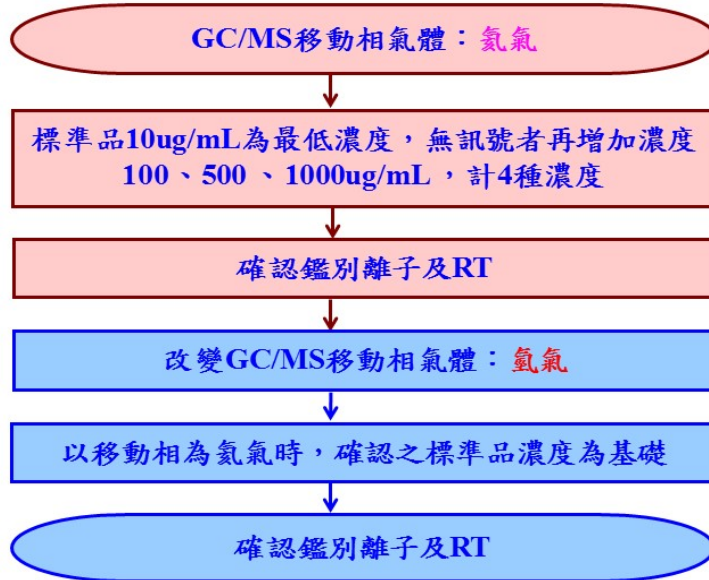 GC/MS移動相氣體：氦氣
標準品10ug/mL為最低濃度，無訊號者再增加濃度
100、500、1000ug/mL，計4種濃度
確認鑑別離子及RT
改變GC/MS移動相氣體：氫氣
以移動相為氦氣時，確認之標準品濃度為基礎
確認鑑別離子及RT